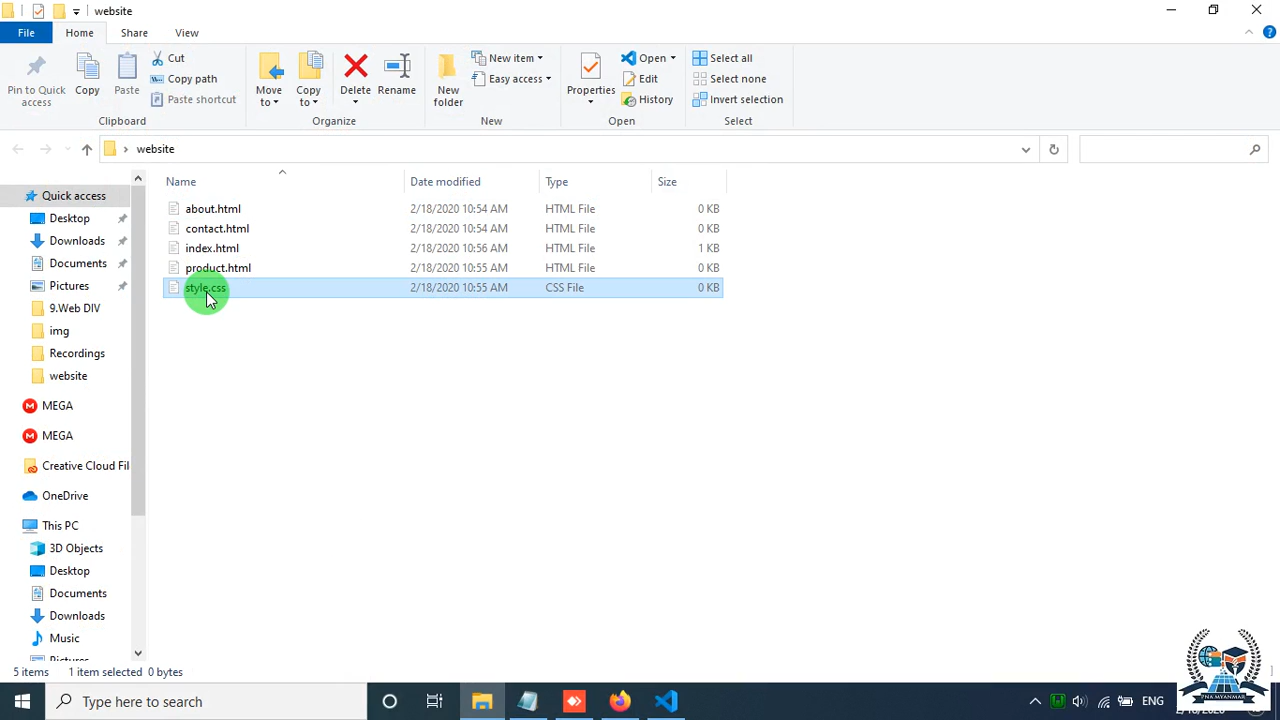 website
File Home Share View
Pin to Quick access
Copy
Paste
Cut
Copy path
Paste shortcut
Clipboard
Move to
Copy to
Delete
Rename
Organize
New folder
New item
Easy access
New
Properties
Open
Edit
History
Open
Select all
Select none
Invert selection
Select
website
Name Date modified Type Size
about.html 2/18/2020 10:54 AM HTML File 0 KB
contact.html 2/18/2020 10:54 AM HTML File 0 KB
index.html 2/18/2020 10:56 AM HTML File 1 KB
product.html 2/18/2020 10:55 AM HTML File 0 KB
style.css 2/18/2020 10:55 AM CSS File 0 KB
Quick access
Desktop
Downloads
Documents
Pictures
9.Web DIV
img
Recordings
website
MEGA
MEGA
Creative Cloud Fil
OneDrive
This PC
3D Objects
Desktop
Documents
Downloads
Music
Pictures
5 items 1 item selected 0 bytes
Type here to search
ENG
2/18/2020
PNA MYANMAR